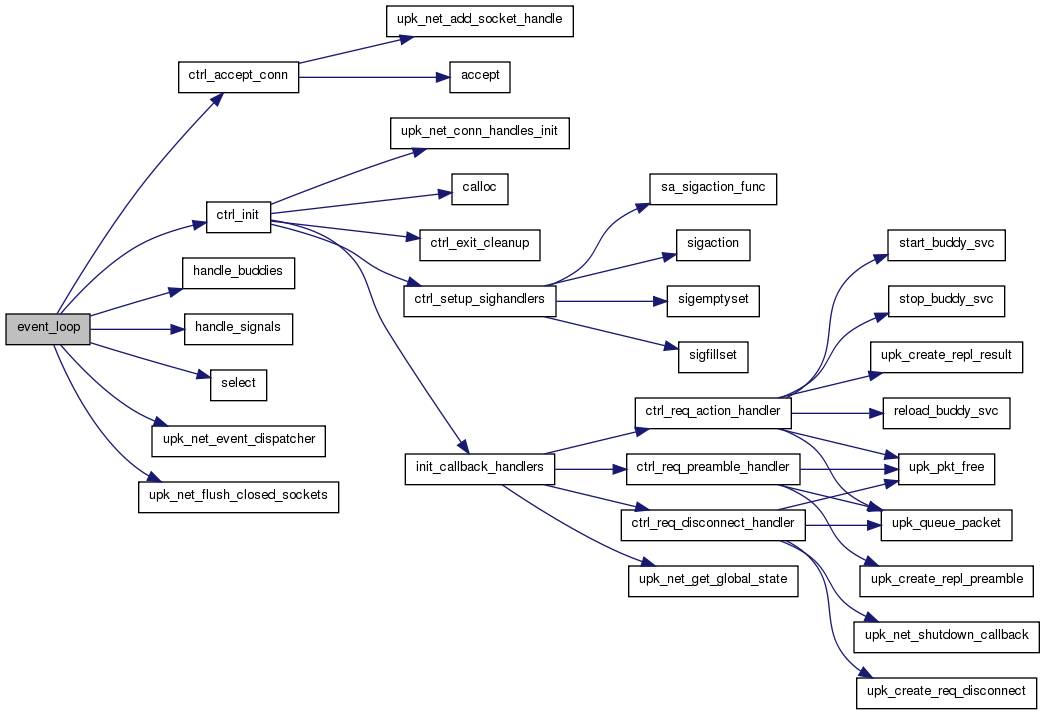 upk_net_add_socket_handle
ctrl_accept_conn
accept
upk_net_conn_handles_init
calloc
sa_sigaction_func
ctrl_init
ctrl_exit_cleanup
sigaction
start_buddy_svc
handle_buddies
ctrl_setup_sighandlers
sigemptyset
stop_buddy_svc
event_loop
handle_signals
sigfillset
upk_create_repl_result
select
ctrl_req_action_handler
reload_buddy_svc
upk_net_event_dispatcher
init_callback_handlers
ctrl_req_preamble_handler
upk_pkt_free
upk_net_flush_closed_sockets
ctrl_req_disconnect_handler
upk_queue_packet
upk_net_get_global_state
upk_create_repl_preamble
upk_net_shutdown_callback
upk_create_req_disconnect